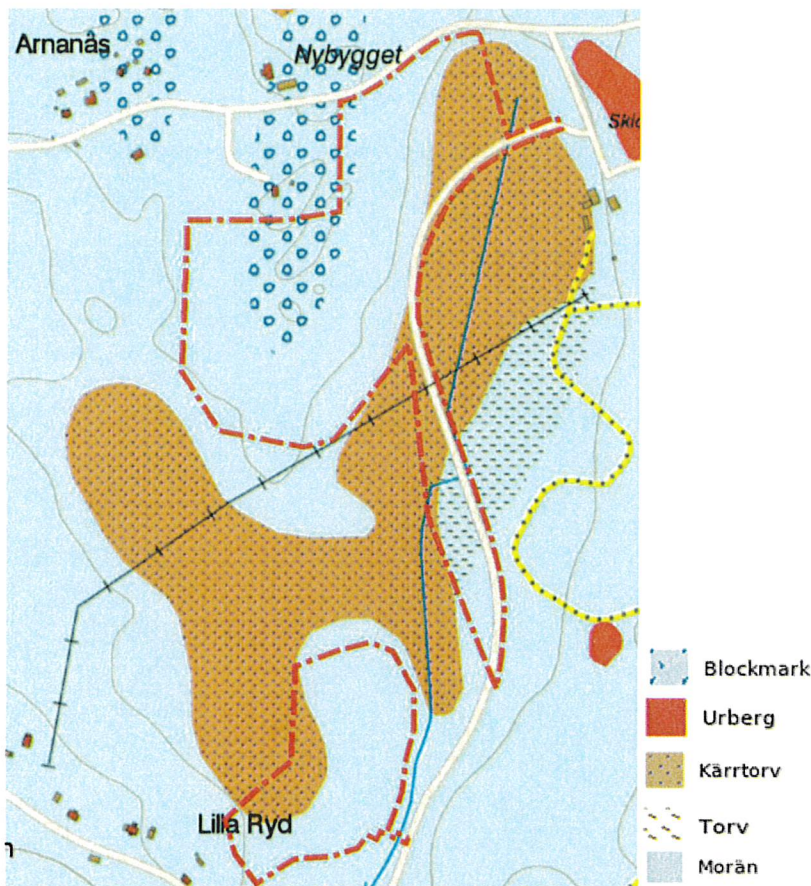 Arnanäs
Nybygget
Lilla Ryd
Blockmark
Urberg
Kärrtorv
Torv
Morän